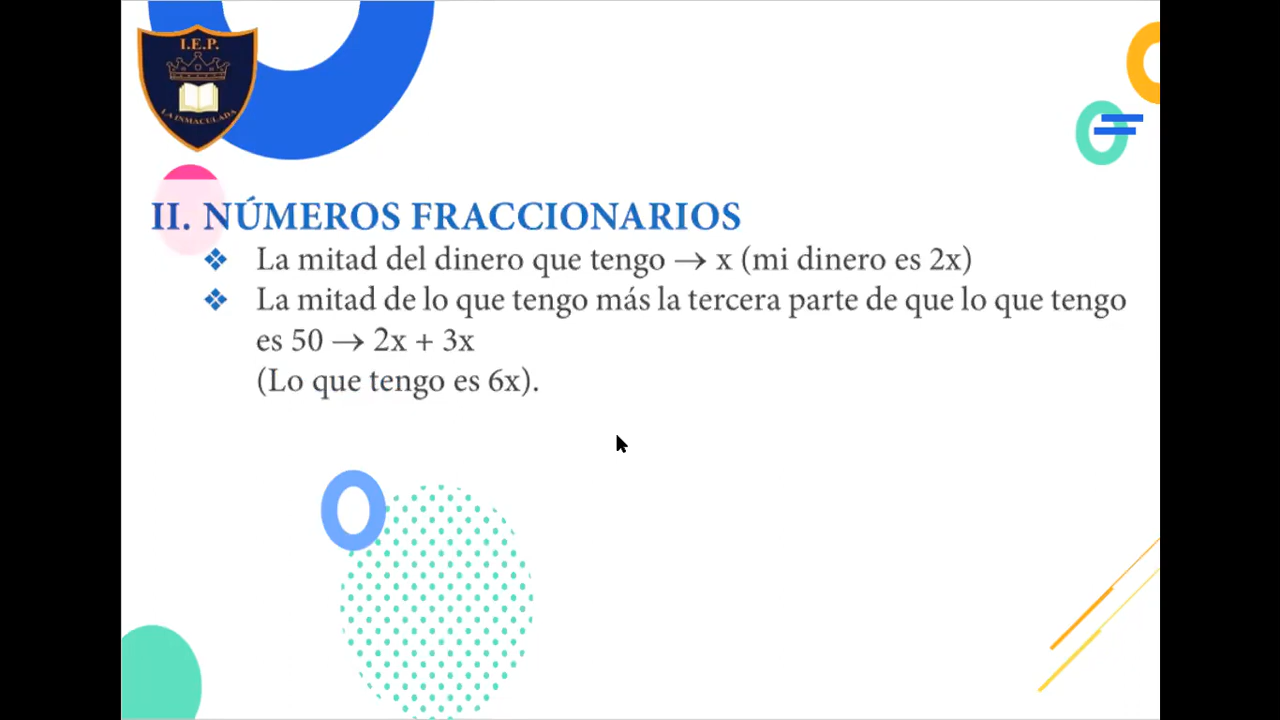 I.E.P.
LA INMACULADA
II. NÚMEROS FRACCIONARIOS
❖ La mitad del dinero que tengo → x (mi dinero es 2x)
❖ La mitad de lo que tengo más la tercera parte de que lo que tengo
es 50 → 2x + 3x
(Lo que tengo es 6x).